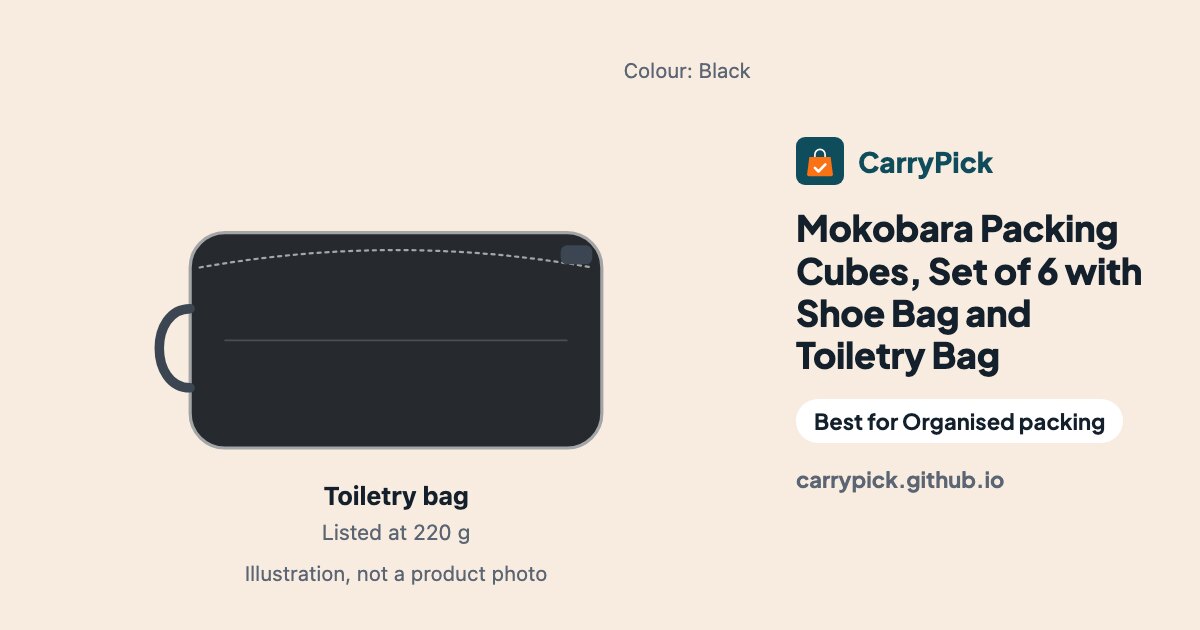 Colour: Black
CarryPick
Mokobara Packing
Cubes, Set of 6 with
Shoe Bag and
Toiletry Bag
Best for Organised packing
carrypick.github.io
Toiletry bag
Listed at 220 g
Illustration, not a product photo